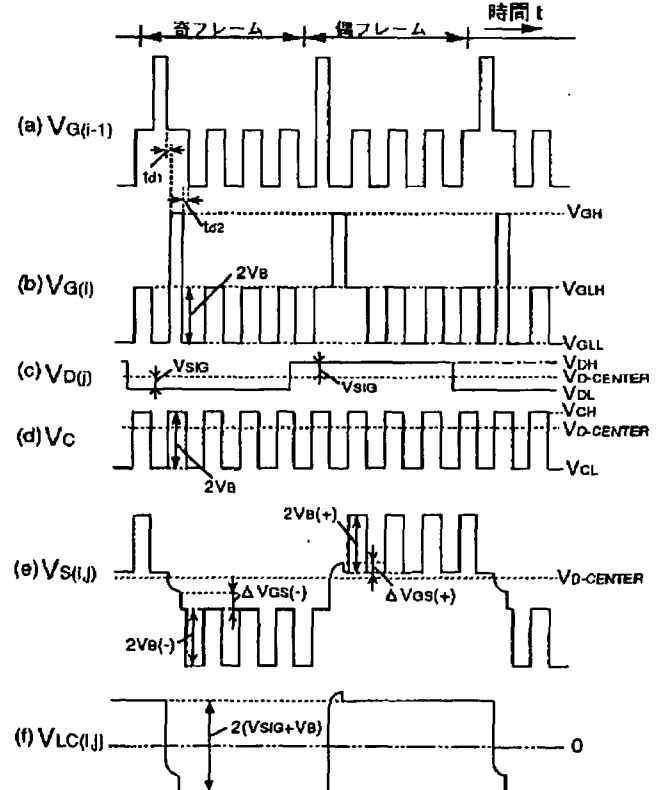 時間 t
奇フレーム 偶フレーム
(a) VG(i-1)
td1
td2
VGH
(b) VG(i)
2VB
VGLH
VGLL
(c) VD(j)
VSIG
VSIG
VDH
VD-CENTER
VDL
(d) VC
2VB
VCH
VD-CENTER
VCL
(e) VS(i,j)
2VB(+)
VD-CENTER
ΔVGS(-)
ΔVGS(+)
2VB(-)
(f) VLC(i,j)
2(VSIG+VB)
0